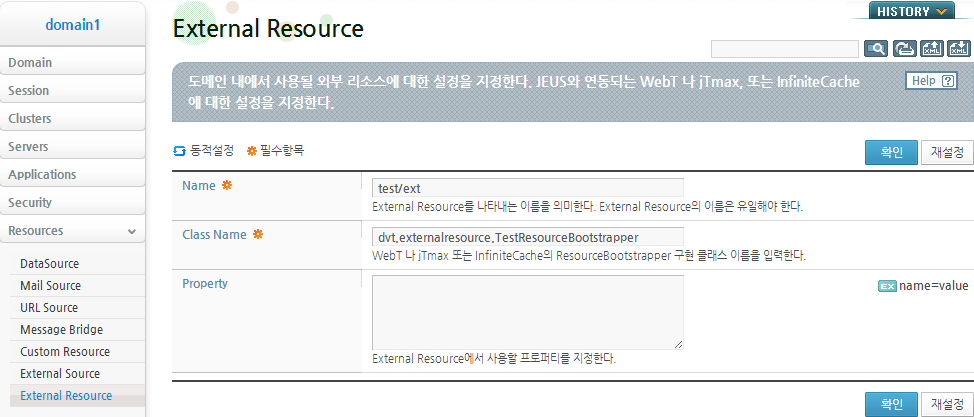 domain1
Domain
Session
Clusters
Servers
Applications
Security
Resources
DataSource
Mail Source
URL Source
Message Bridge
Custom Resource
External Source
External Resource
External Resource
HISTORY
도메인 내에서 사용될 외부 리소스에 대한 설정을 지정한다. JEUS와 연동되는 WebT 나 jTmax, 또는 InfiniteCache
에 대한 설정을 지정한다.
Help
동적설정 필수항목
확인 재설정
Name
test/ext
External Resource를 나타내는 이름을 의미한다. External Resource의 이름은 유일해야 한다.
Class Name
dvt.externalresource.TestResourceBootstrapper
WebT 나 jTmax 또는 InfiniteCache의 ResourceBootstrapper 구현 클래스 이름을 입력한다.
Property
EX name=value
External Resource에서 사용할 프로퍼티를 지정한다.
확인 재설정